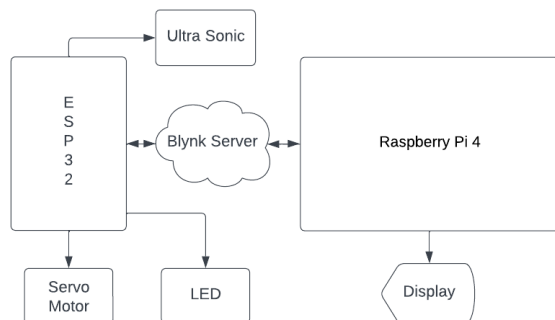 Ultra Sonic
E
S
P
3
2
Blynk Server
Raspberry Pi 4
Servo
Motor
LED
Display